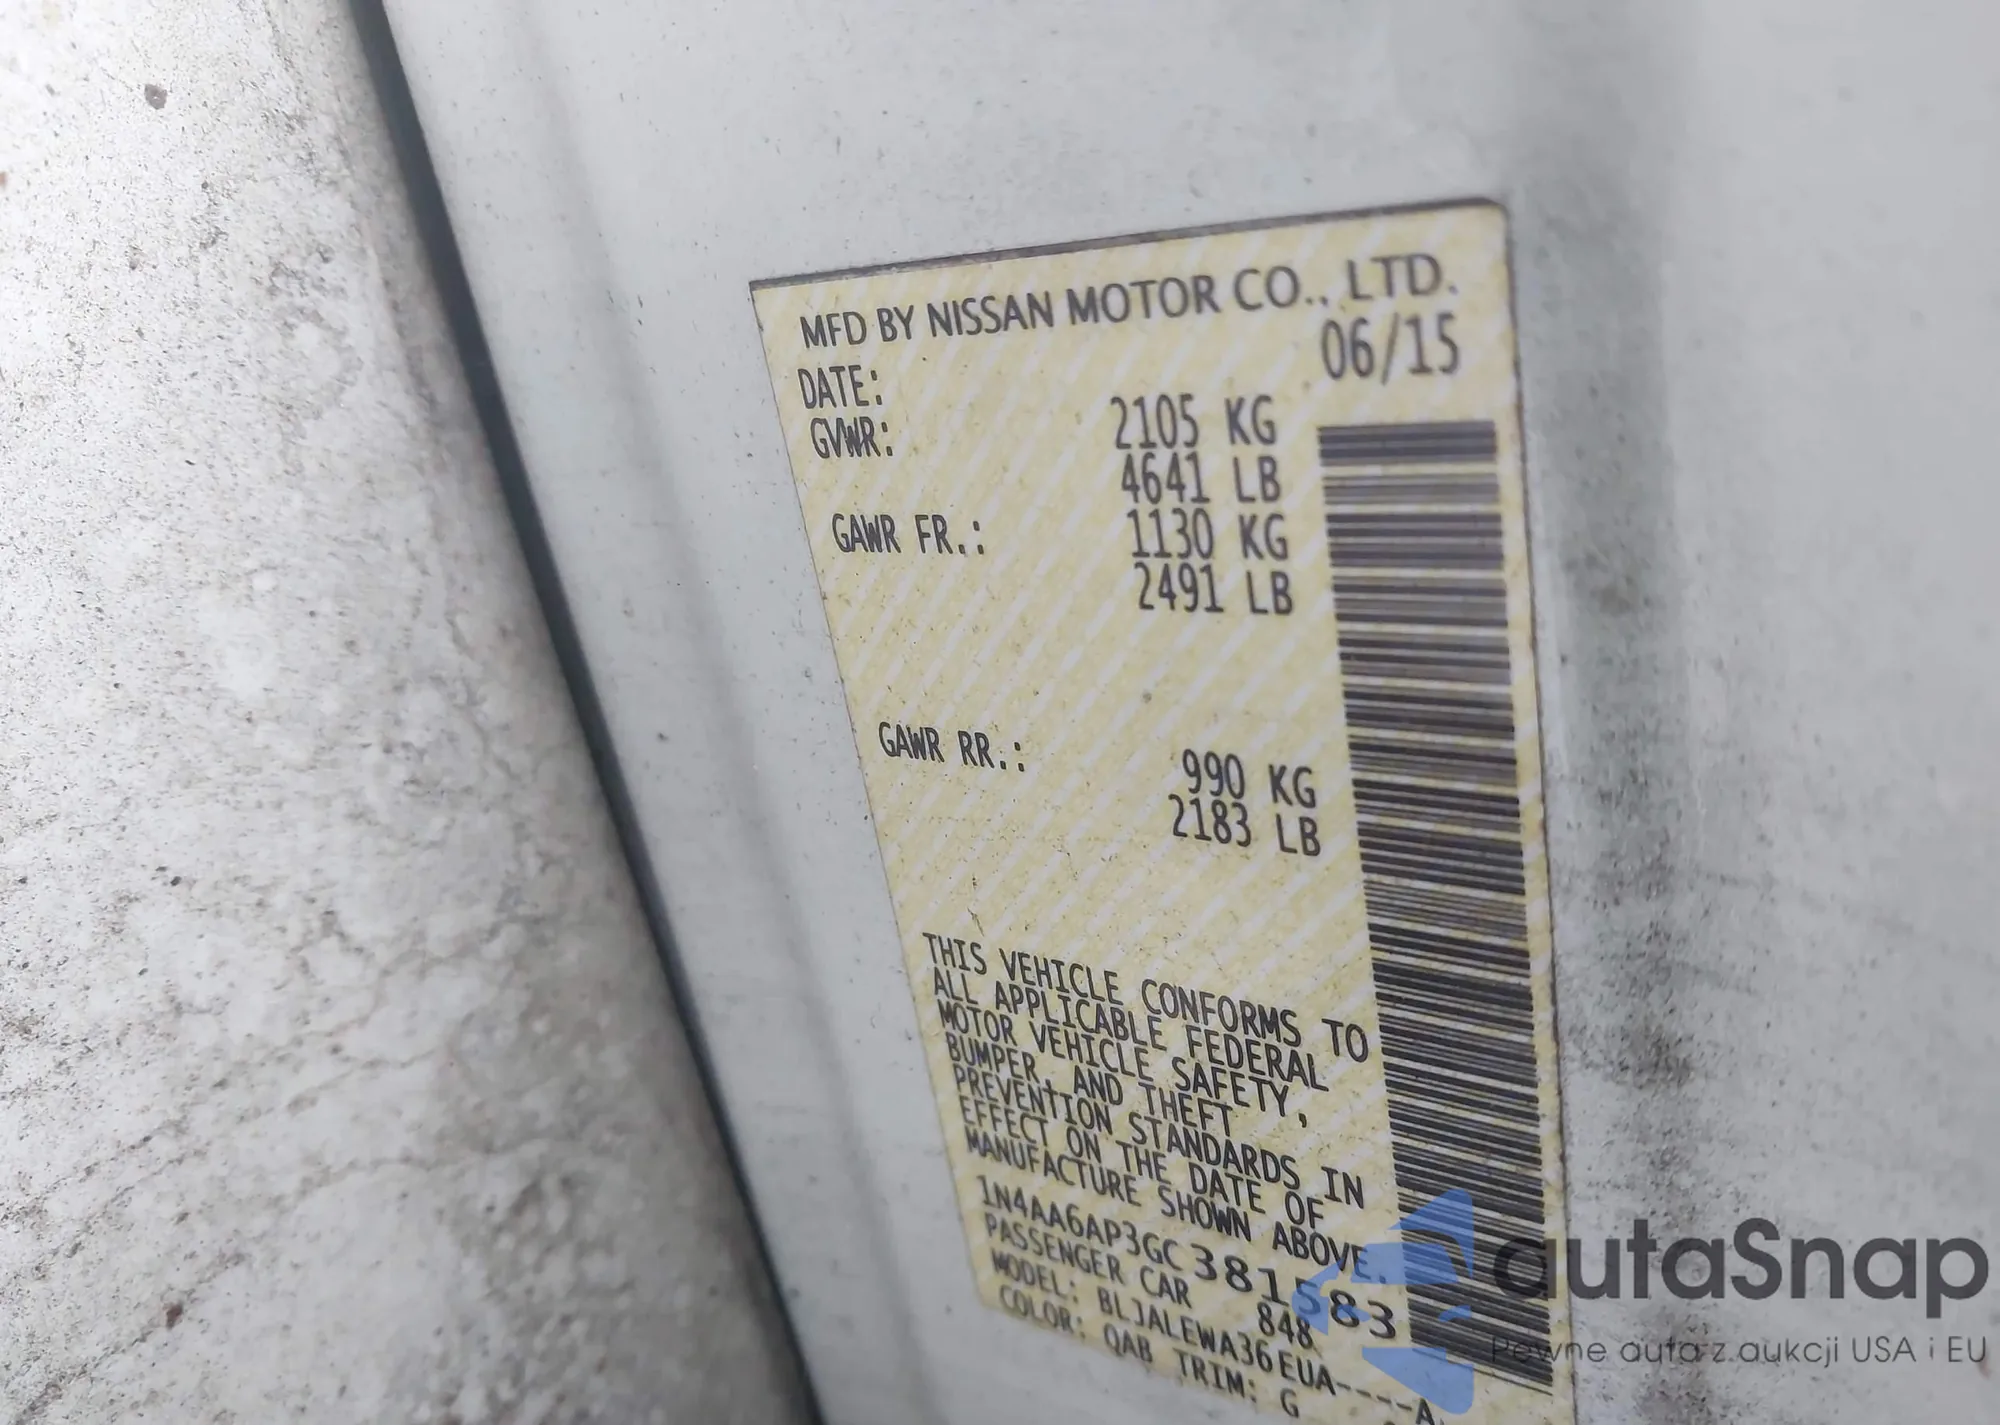 MFD BY NISSAN MOTOR CO., LTD.
DATE: 06/15
GVWR: 2105 KG
4641 LB
GAWR FR.: 1130 KG
2491 LB
GAWR RR.: 990 KG
2183 LB
THIS VEHICLE CONFORMS TO
ALL APPLICABLE FEDERAL
MOTOR VEHICLE SAFETY,
BUMPER, AND THEFT
PREVENTION STANDARDS IN
EFFECT ON THE DATE OF
MANUFACTURE SHOWN ABOVE.
1N4AA6AP3GC381583
PASSENGER CAR 848
MODEL: BLJALEWA36EUA----A
COLOR: QAB TRIM: G
autaSnap
Pewne auta z aukcji USA i EU